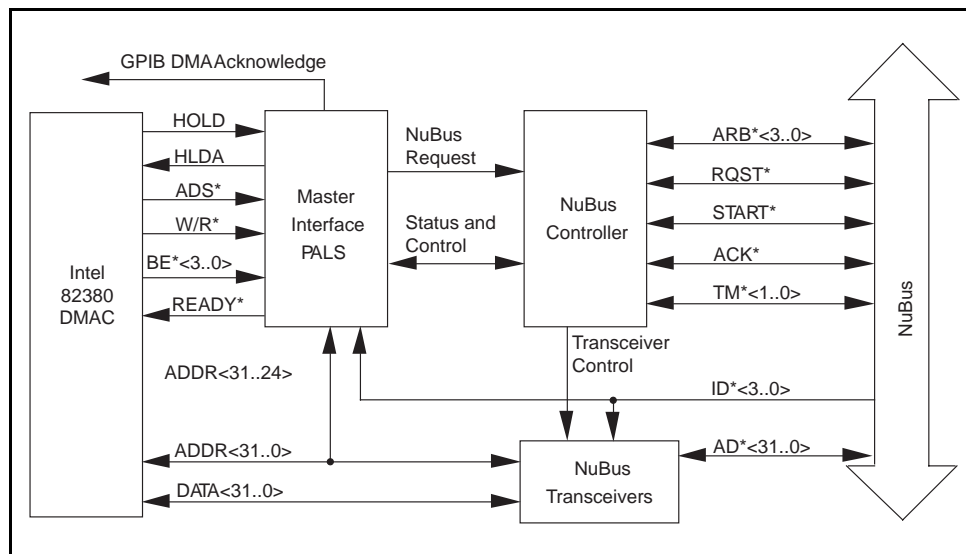 GPIB DMA Acknowledge
HOLD
HLDA
ADS*
W/R*
BE*<3..0>
READY*
Intel
82380
DMAC
Master
Interface
PALS
NuBus
Request
Status and
Control
NuBus
Controller
ARB*<3..0>
RQST*
START*
ACK*
TM*<1..0>
NuBus
Transceiver
Control
ADDR<31..24>
ID*<3..0>
ADDR<31..0>
DATA<31..0>
NuBus
Transceivers
AD*<31..0>